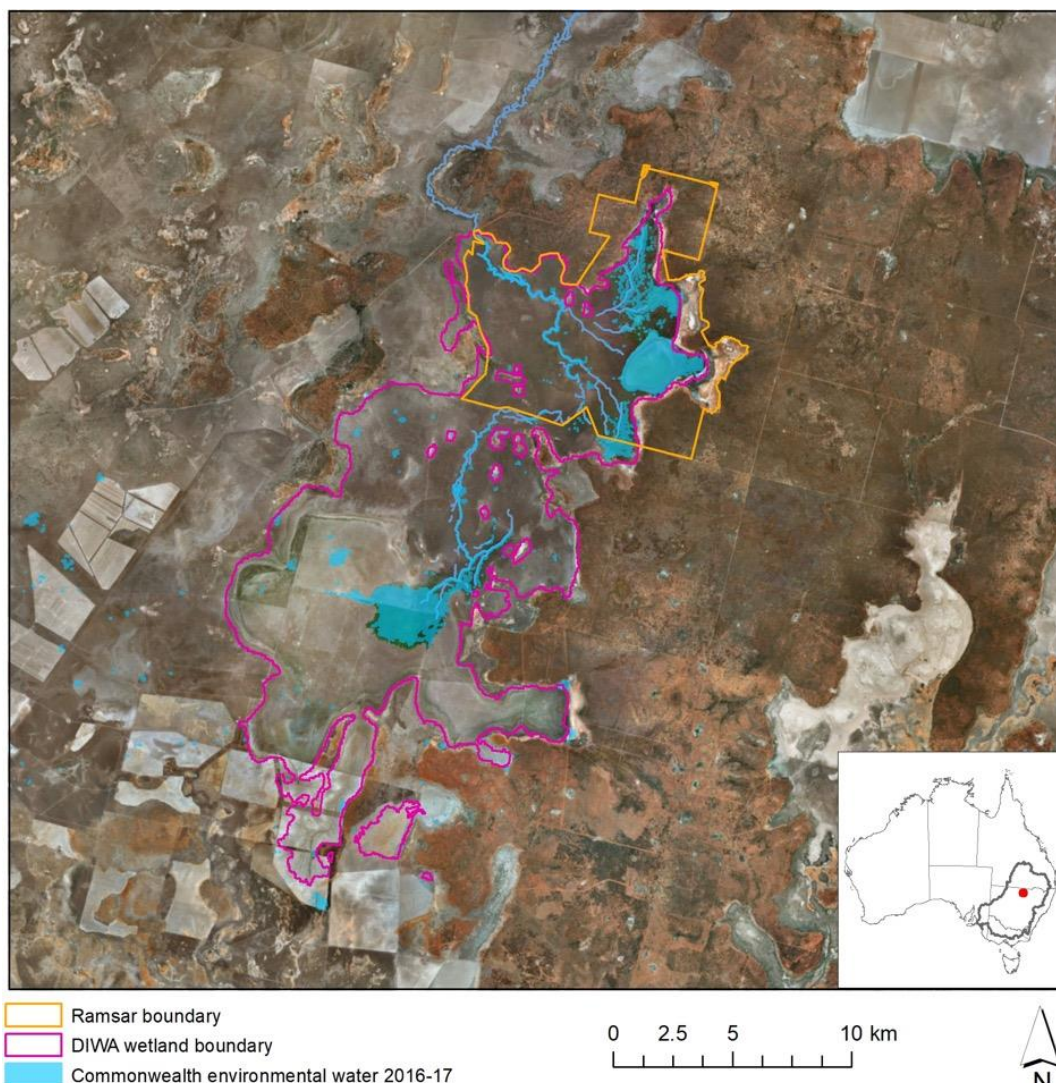 Ramsar boundary
DIWA wetland boundary
Commonwealth environmental water 2016-17
0 2.5 5 10 km
N